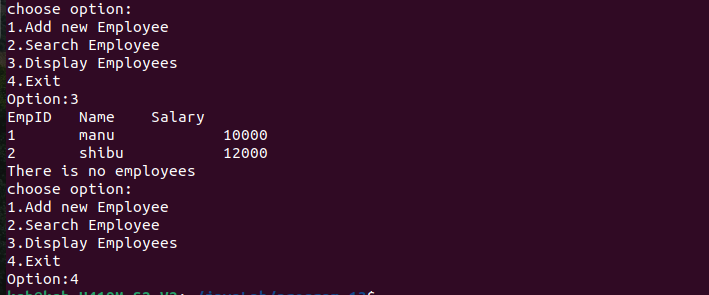 choose option:
1.Add new Employee
2.Search Employee
3.Display Employees
4.Exit
Option:3
EmpID   Name    Salary
1       manu            10000
2       shibu           12000
There is no employees
choose option:
1.Add new Employee
2.Search Employee
3.Display Employees
4.Exit
Option:4